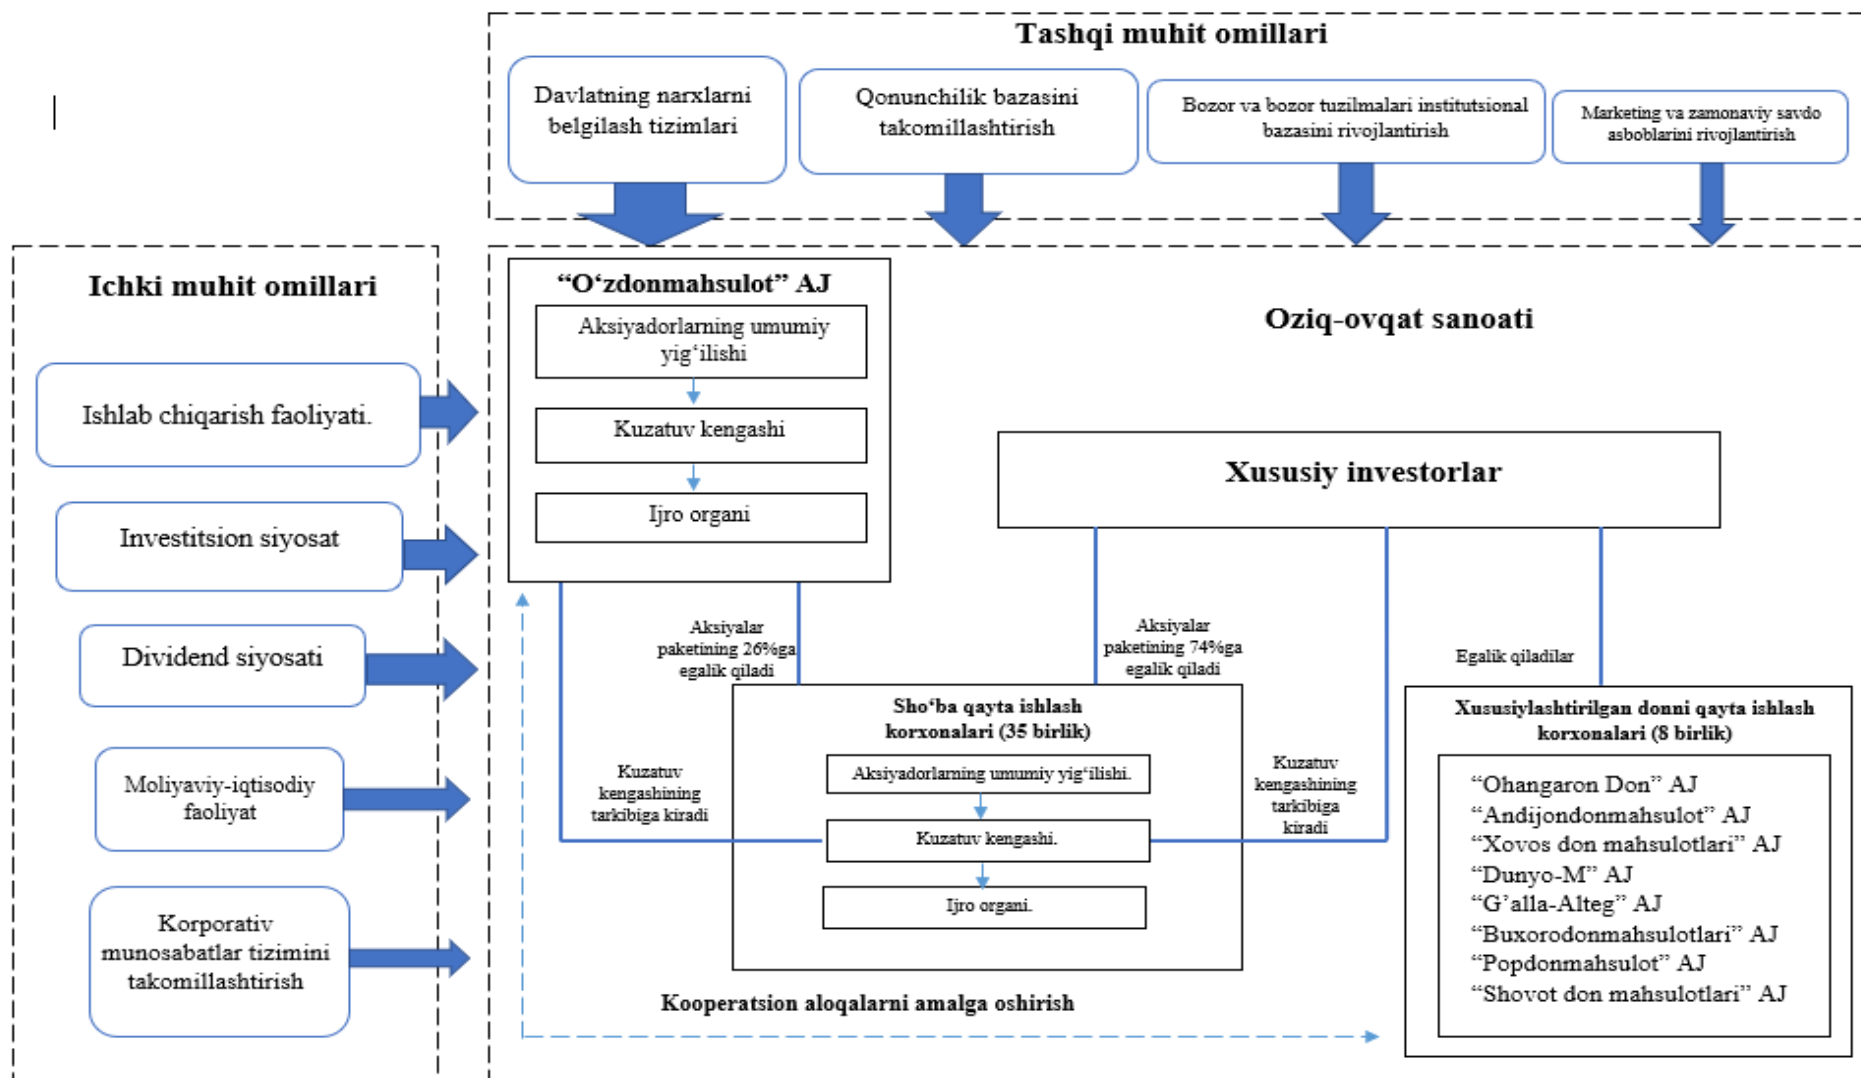 Tashqi muhit omillari
Davlatning narxlarni
belgilash tizimlari
Qonunchilik bazasini
takomillashtirish
Bozor va bozor tuzilmalari institutsional
bazasini rivojlantirish
Marketing va zamonaviy savdo
asboblarini rivojlantirish
Ichki muhit omillari
Ishlab chiqarish faoliyati.
Investitsion siyosat
Dividend siyosati
Moliyaviy-iqtisodiy
faoliyat
Korporativ
munosabatlar tizimini
takomillashtirish
“O‘zdonmahsulot” AJ
Aksiyadorlarning umumiy
yig‘ilishi
Kuzatuv kengashi
Ijro organi
Oziq-ovqat sanoati
Xususiy investorlar
Aksiyalar
paketining 26%ga
egalik qiladi
Aksiyalar
paketining 74%ga
egalik qiladi
Egalik qiladilar
Sho‘ba qayta ishlash
korxonalari (35 birlik)
Aksiyadorlarning umumiy yig‘ilishi.
Kuzatuv kengashi.
Ijro organi.
Kuzatuv
kengashining
tarkibiga kiradi
Kuzatuv
kengashining
tarkibiga
kiradi
Xususiylashtirilgan donni qayta ishlash
korxonalari (8 birlik)
“Ohangaron Don” AJ
“Andijondonmahsulot” AJ
“Xovos don mahsulotlari” AJ
“Dunyo-M” AJ
“G’alla-Alteg” AJ
“Buxorodonmahsulotlari” AJ
“Popdonmahsulot” AJ
“Shovot don mahsulotlari” AJ
Kooperatsion aloqalarni amalga oshirish